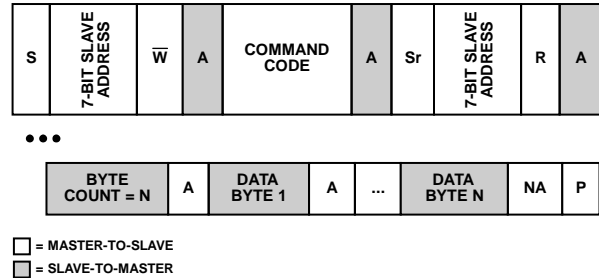 S 7-BIT SLAVE ADDRESS W̅ A COMMAND CODE A Sr 7-BIT SLAVE ADDRESS R A
•••
BYTE COUNT = N A DATA BYTE 1 A ... DATA BYTE N NA P
= MASTER-TO-SLAVE
= SLAVE-TO-MASTER